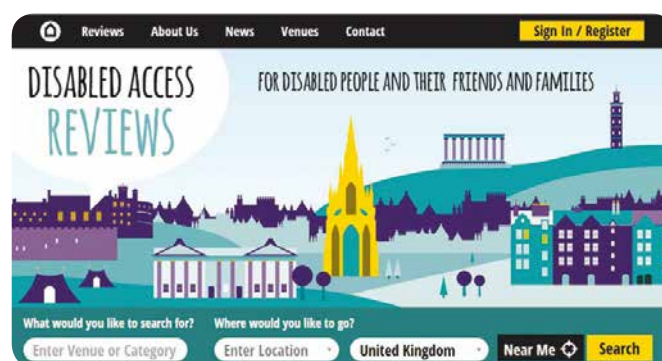 Reviews About Us News Venues Contact Sign In / Register
DISABLED ACCESS
REVIEWS
FOR DISABLED PEOPLE AND THEIR FRIENDS AND FAMILIES
What would you like to search for? Where would you like to go?
Enter Venue or Category Enter Location United Kingdom Near Me Search